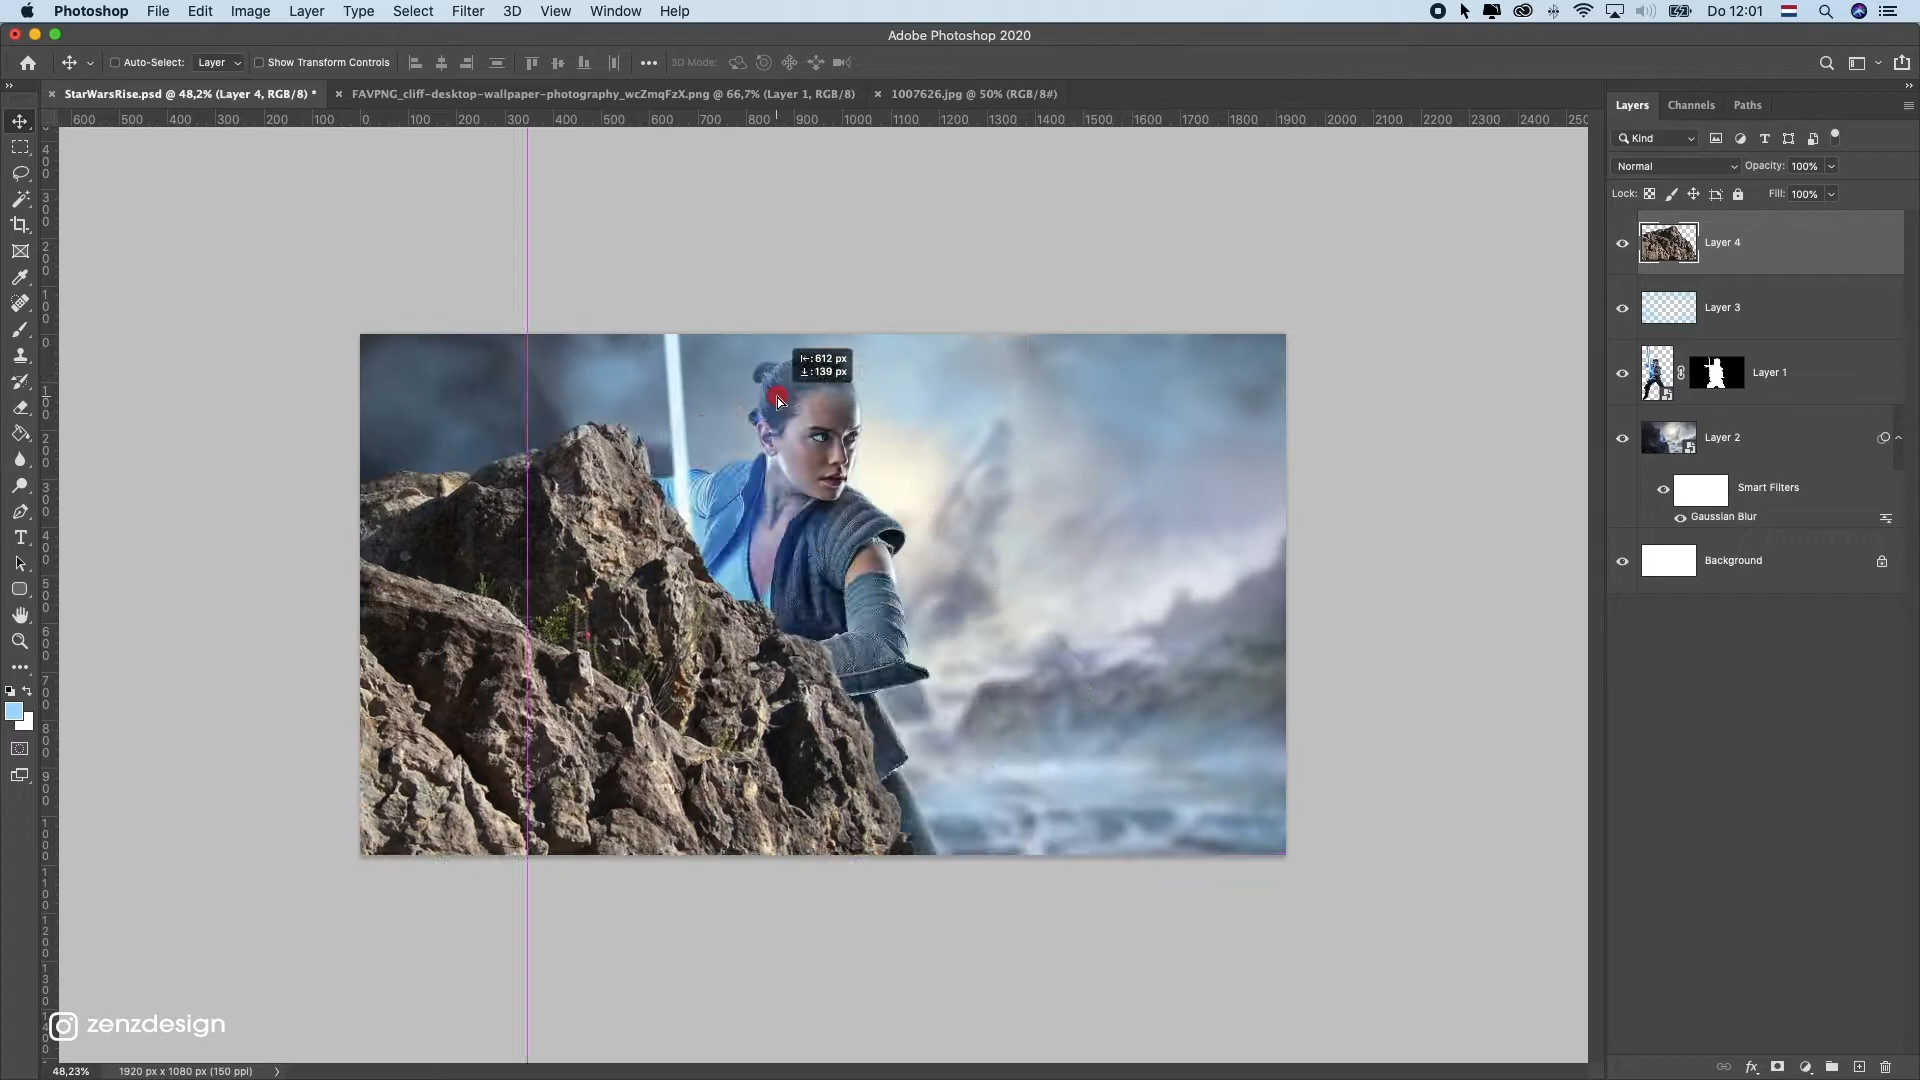 Photoshop File Edit Image Layer Type Select Filter 3D View Window Help Do 12:01
Adobe Photoshop 2020
Auto-Select: Layer Show Transform Controls 3D Mode:
StarWarsRise.psd @ 48,2% (Layer 4, RGB/8) * FAVPNG_cliff-desktop-wallpaper-photography_wcZmqFzX.png @ 66,7% (Layer 1, RGB/8) 1007626.jpg @ 50% (RGB/8#)
Layers Channels Paths
600 500 400 300 200 100 0 100 200 300 400 500 600 700 800 900 1000 1100 1200 1300 1400 1500 1600 1700 1800 1900 2000 2100 2200 2300 2400
Kind
Normal Opacity: 100%
Lock: Fill: 100%
Layer 4
Layer 3
612 px
139 px
Layer 1
Layer 2
Smart Filters
Gaussian Blur
Background
zenzdesign
48,23% 1920 px x 1080 px (150 ppi)